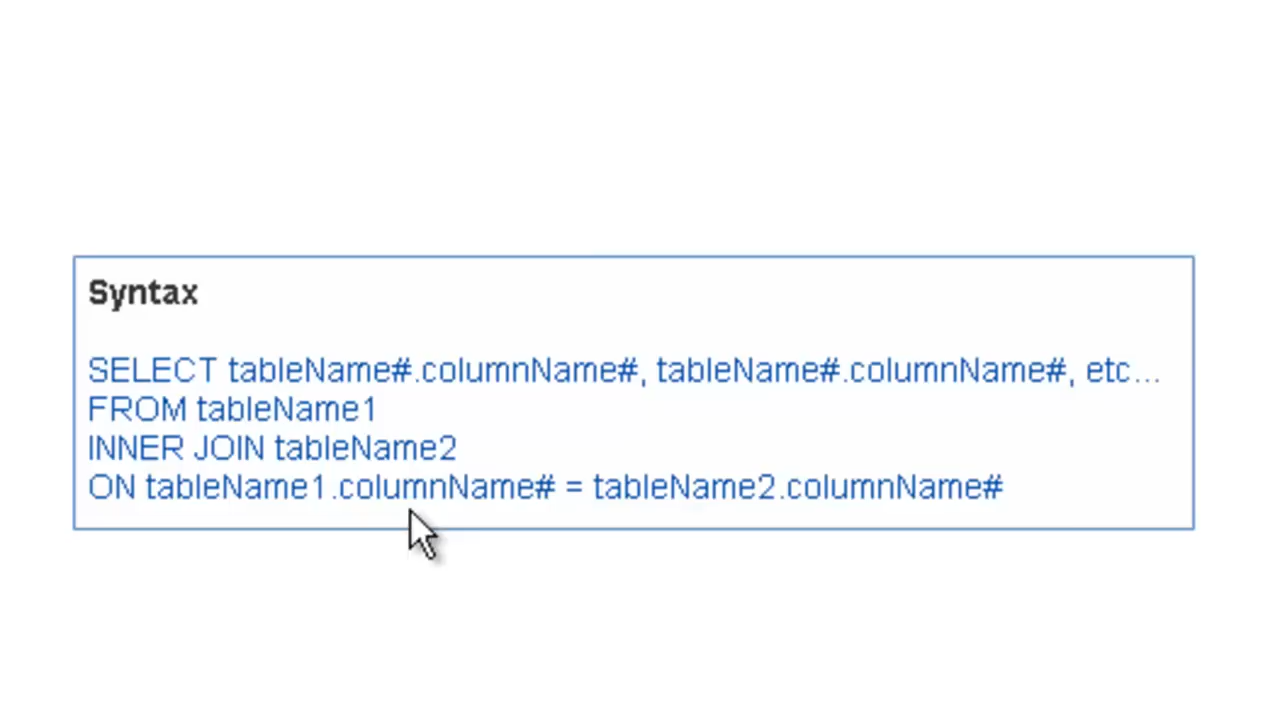 Syntax
SELECT tableName#.columnName#, tableName#.columnName#, etc...
FROM tableName1
INNER JOIN tableName2
ON tableName1.columnName# = tableName2.columnName#